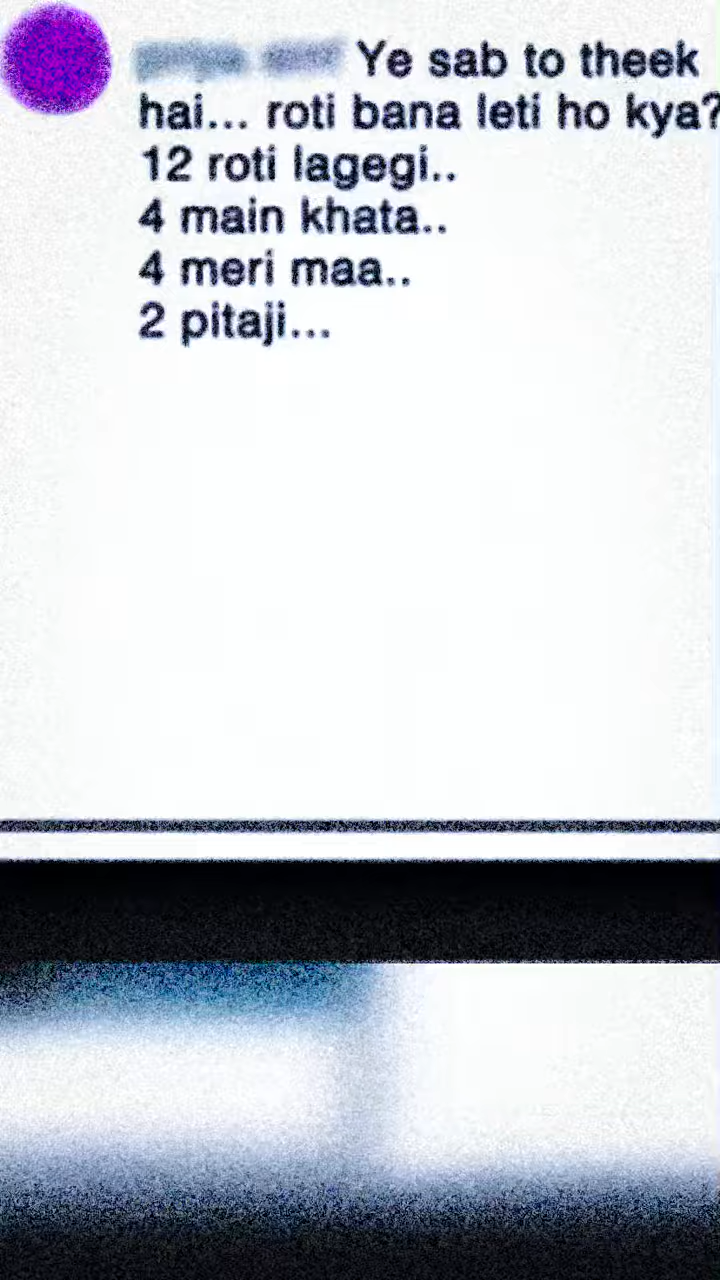 Ye sab to theek
hai... roti bana leti ho kya?
12 roti lagegi..
4 main khata..
4 meri maa..
2 pitaji...